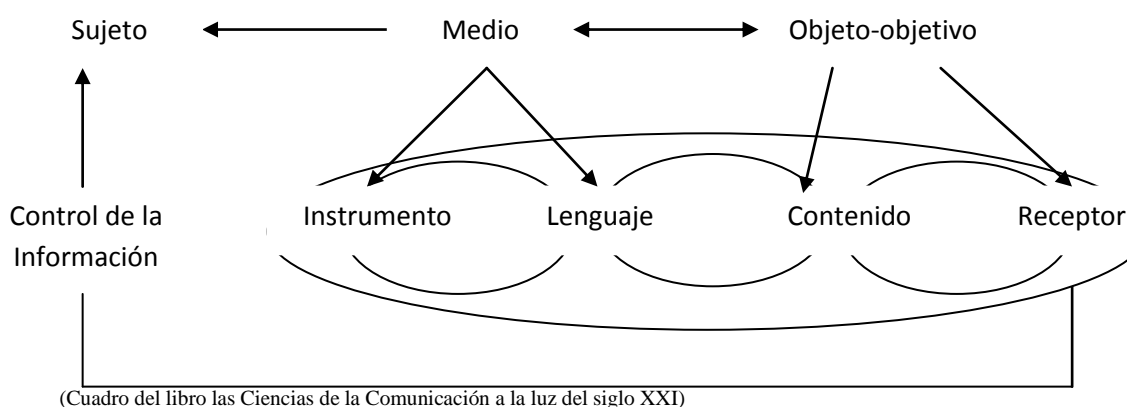 Sujeto Medio Objeto-objetivo
Control de la
Información
Instrumento Lenguaje Contenido Receptor
(Cuadro del libro las Ciencias de la Comunicación a la luz del siglo XXI)